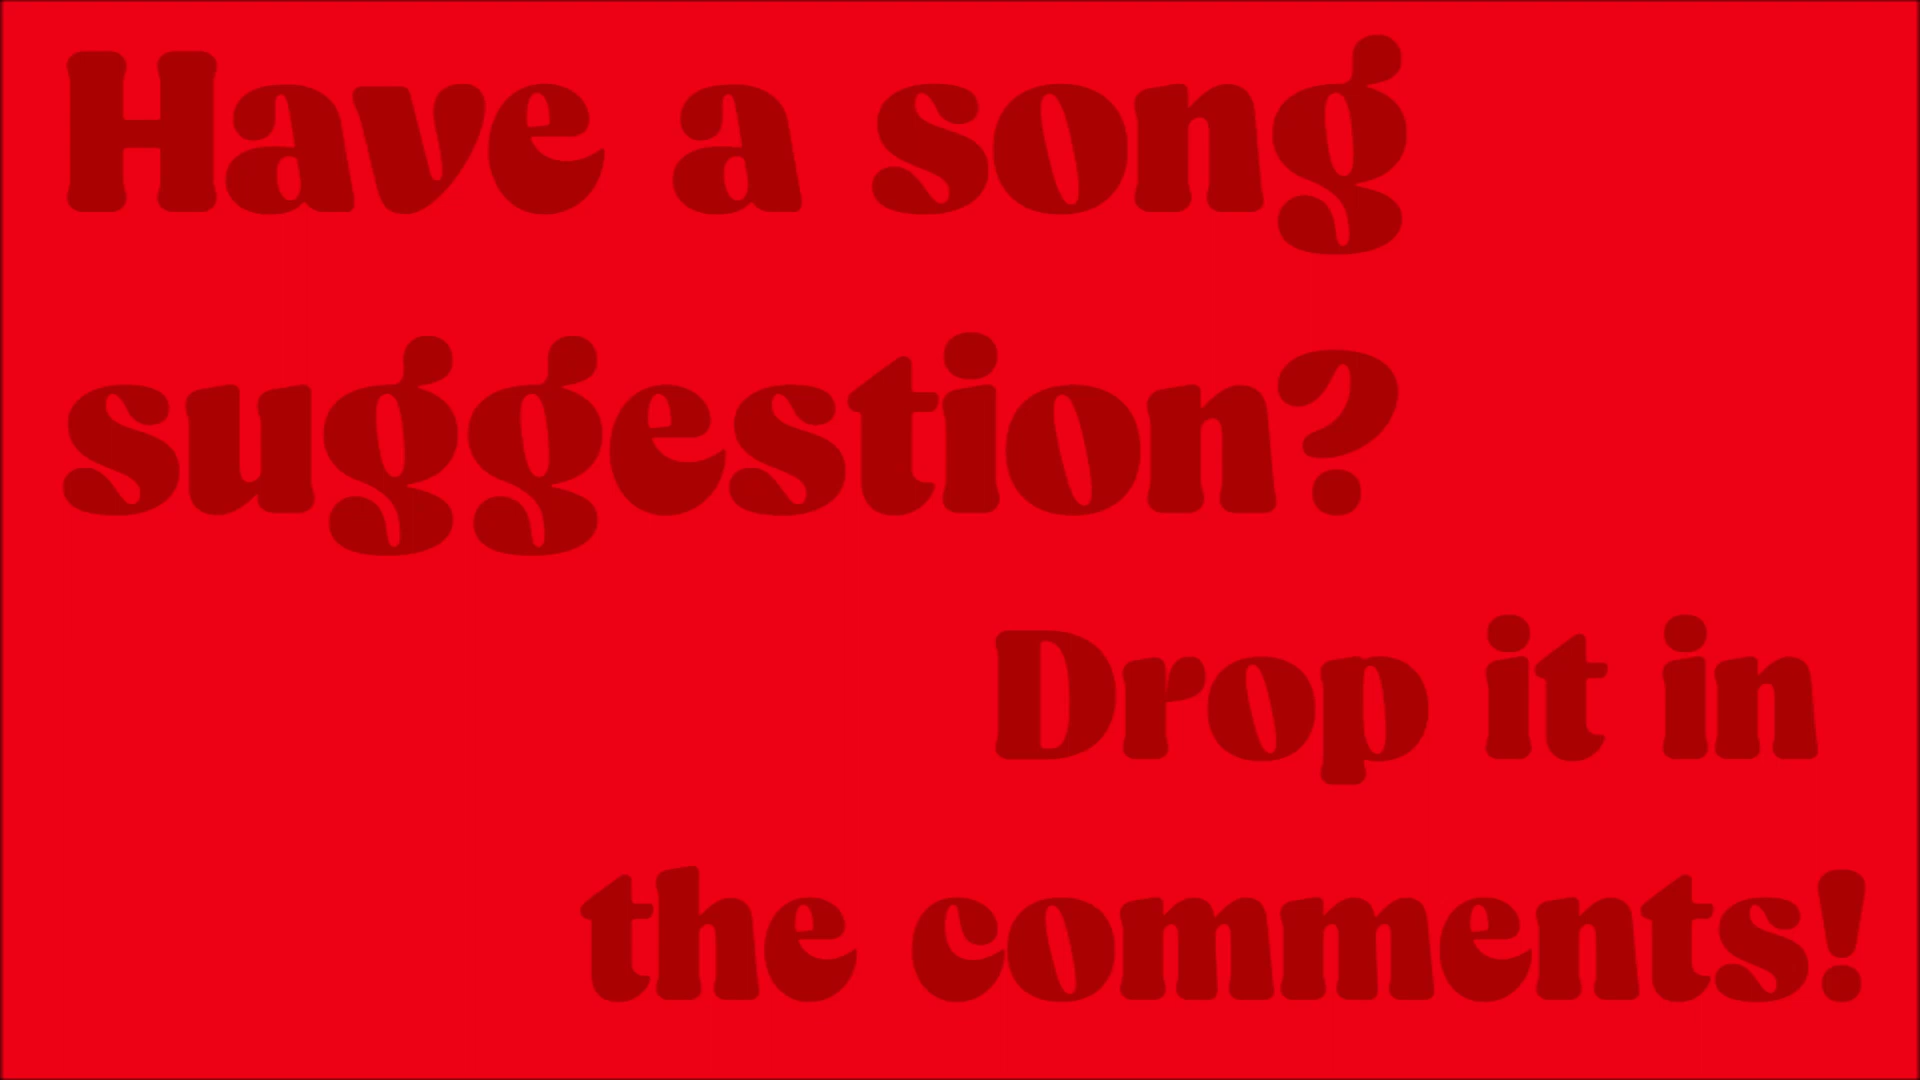 Have a song
suggestion?
Drop it in
the comments!